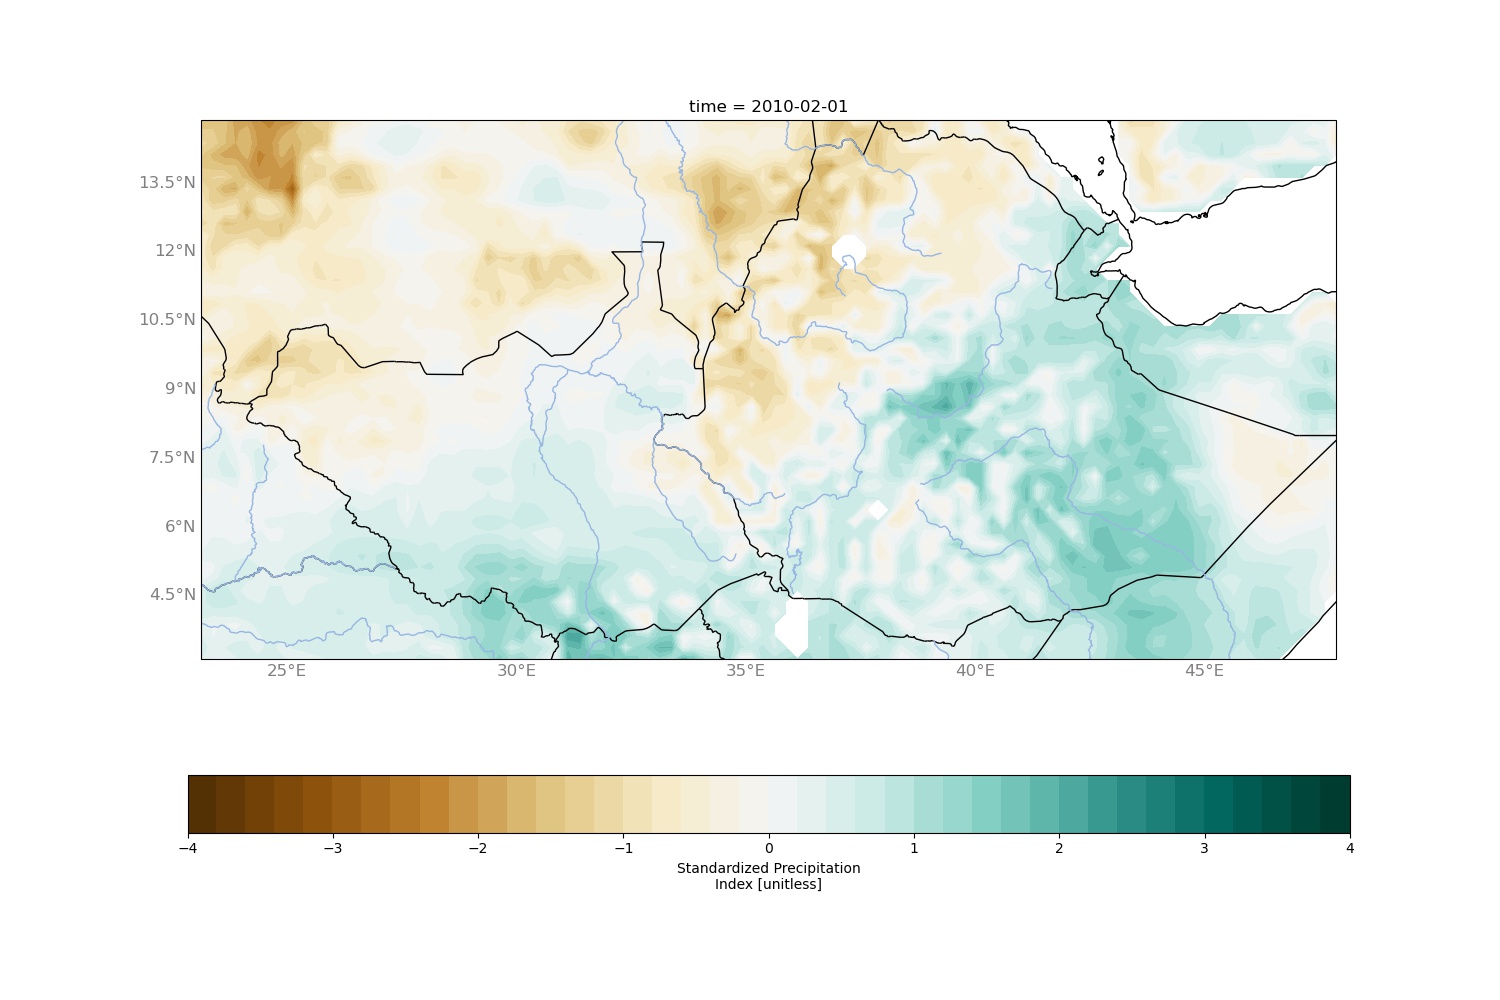 time = 2010-02-01
13.5°N
12°N
10.5°N
9°N
7.5°N
6°N
4.5°N
25°E 30°E 35°E 40°E 45°E
−4 −3 −2 −1 0 1 2 3 4
Standardized Precipitation
Index [unitless]